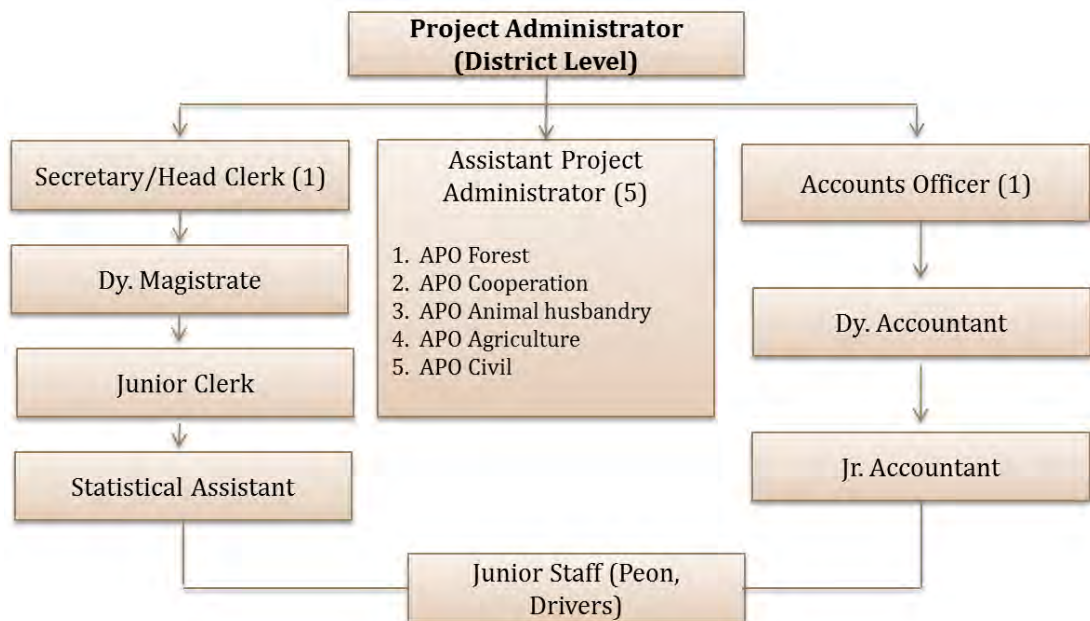 Project Administrator
(District Level)
Secretary/Head Clerk (1)
Dy. Magistrate
Junior Clerk
Statistical Assistant
Assistant Project
Administrator (5)
1. APO Forest
2. APO Cooperation
3. APO Animal husbandry
4. APO Agriculture
5. APO Civil
Accounts Officer (1)
Dy. Accountant
Jr. Accountant
Junior Staff (Peon,
Drivers)